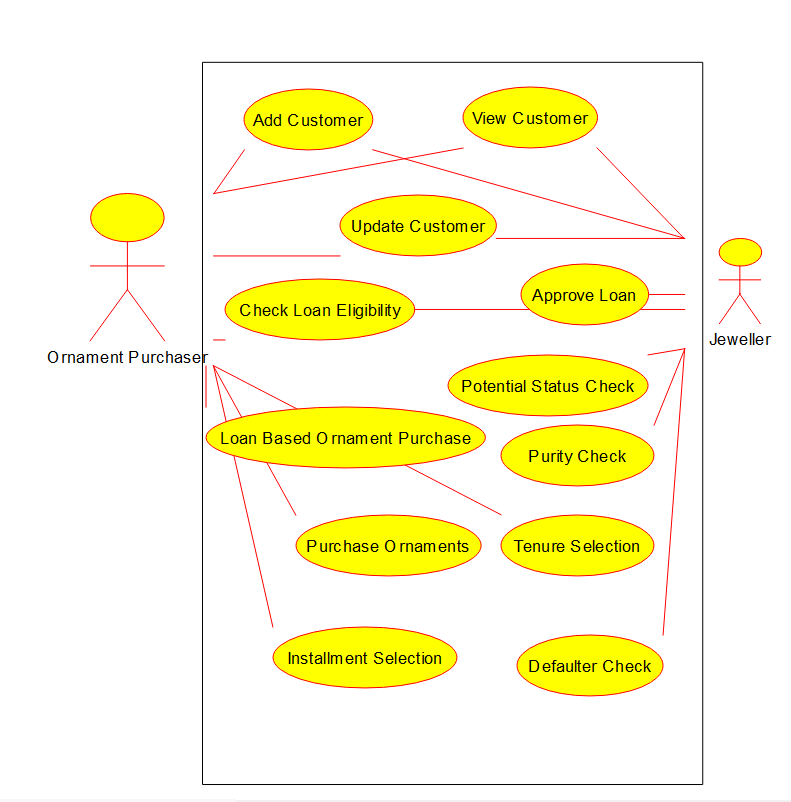 Add Customer
View Customer
Update Customer
Approve Loan
Check Loan Eligibility
Jeweller
Ornament Purchaser
Potential Status Check
Loan Based Ornament Purchase
Purity Check
Purchase Ornaments
Tenure Selection
Installment Selection
Defaulter Check